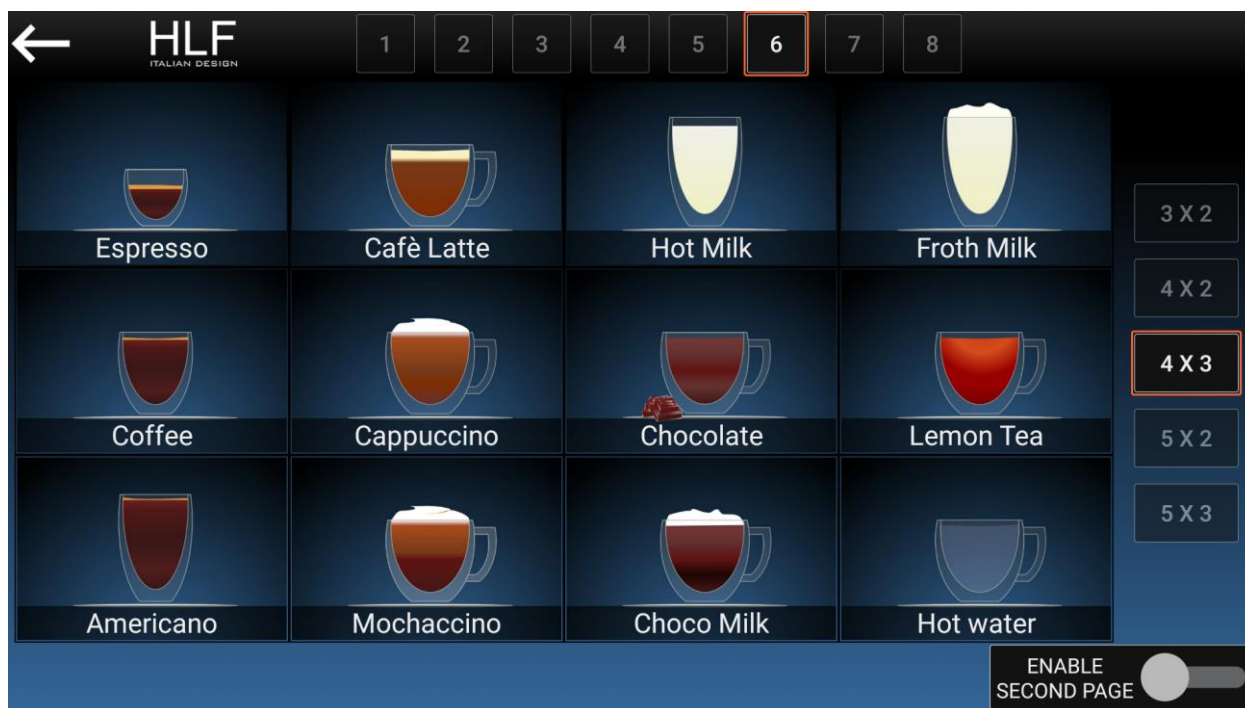 HLF
ITALIAN DESIGN
1 2 3 4 5 6 7 8
Espresso Cafè Latte Hot Milk Froth Milk
3 X 2
4 X 2
4 X 3
Coffee Cappuccino Chocolate Lemon Tea
5 X 2
5 X 3
Americano Mochaccino Choco Milk Hot water
ENABLE
SECOND PAGE